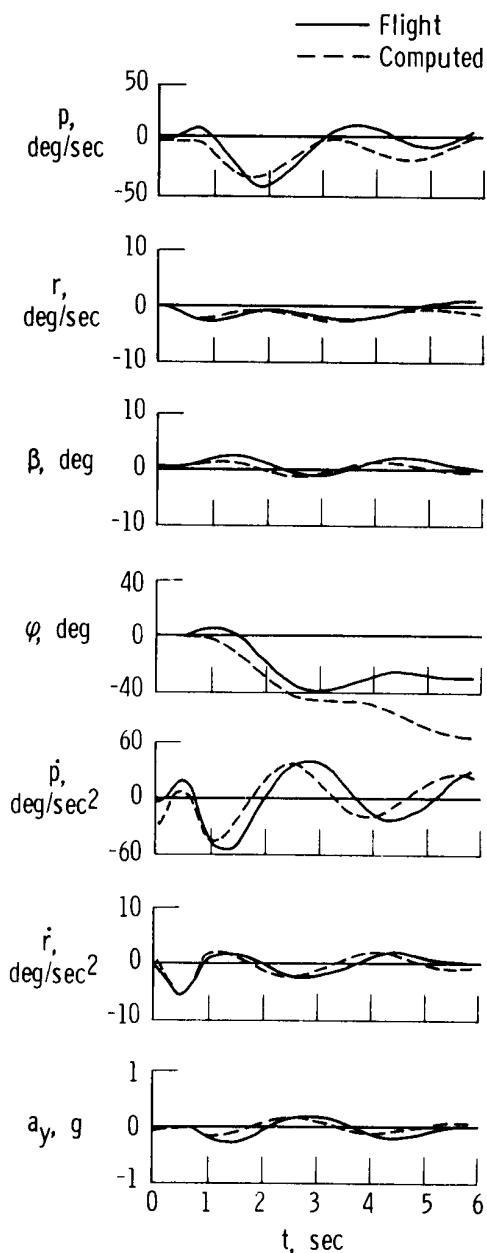 Flight
Computed
50
p,
deg/sec
0
-50
10
r,
deg/sec
0
-10
10
β, deg
0
-10
40
φ, deg
0
-40
60
ṗ,
deg/sec²
0
-60
10
ṙ,
deg/sec²
0
-10
1
a_y, g
0
-1
0 1 2 3 4 5 6
t, sec